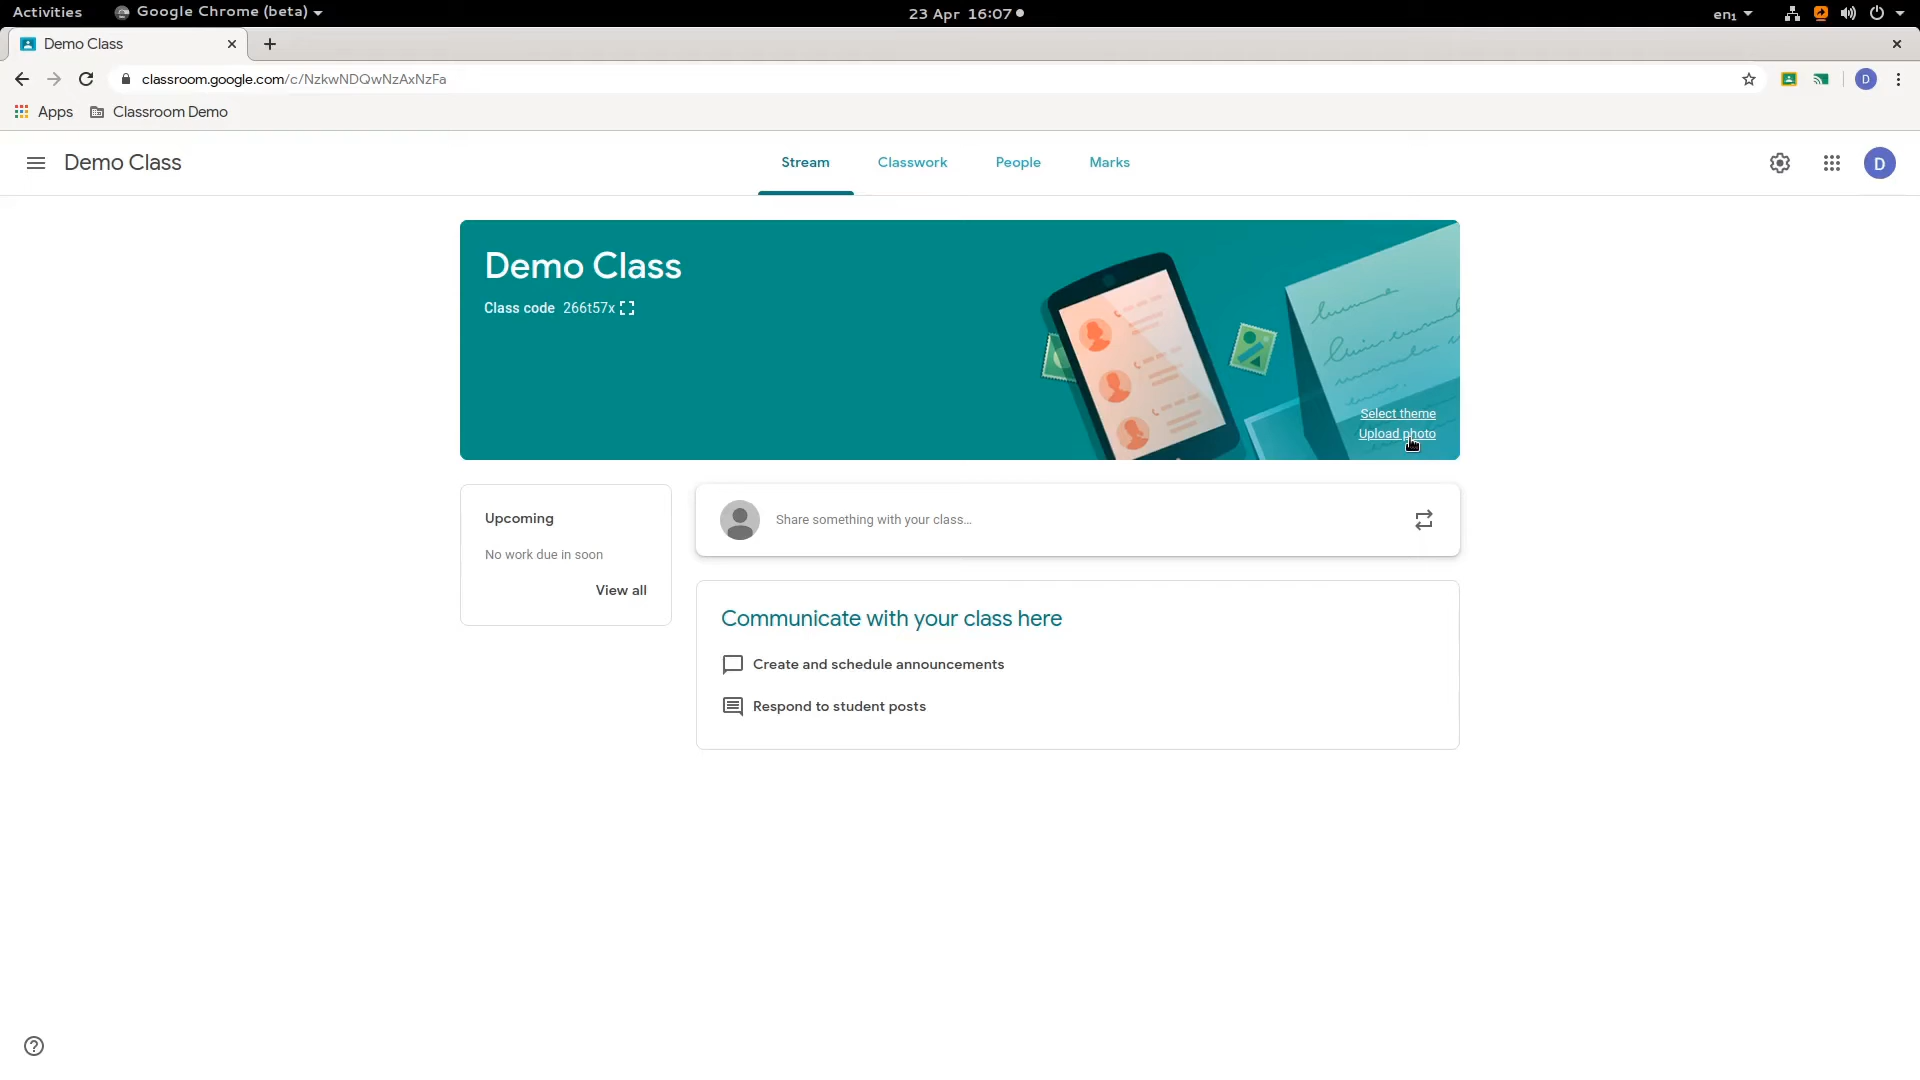 Activities Google Chrome (beta) 23 Apr 16:07 en₁
Demo Class
classroom.google.com/c/NzkwNDQwNzAxNzFa D
Apps Classroom Demo
Demo Class Stream Classwork People Marks D
Demo Class
Class code 266t57x
Select theme
Upload photo
Upcoming
No work due in soon
View all
Share something with your class...
Communicate with your class here
Create and schedule announcements
Respond to student posts